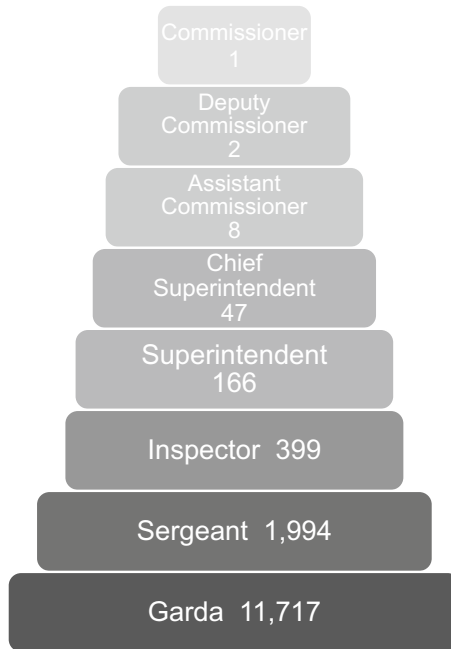 Commissioner
1
Deputy
Commissioner
2
Assistant
Commissioner
8
Chief
Superintendent
47
Superintendent
166
Inspector 399
Sergeant 1,994
Garda 11,717